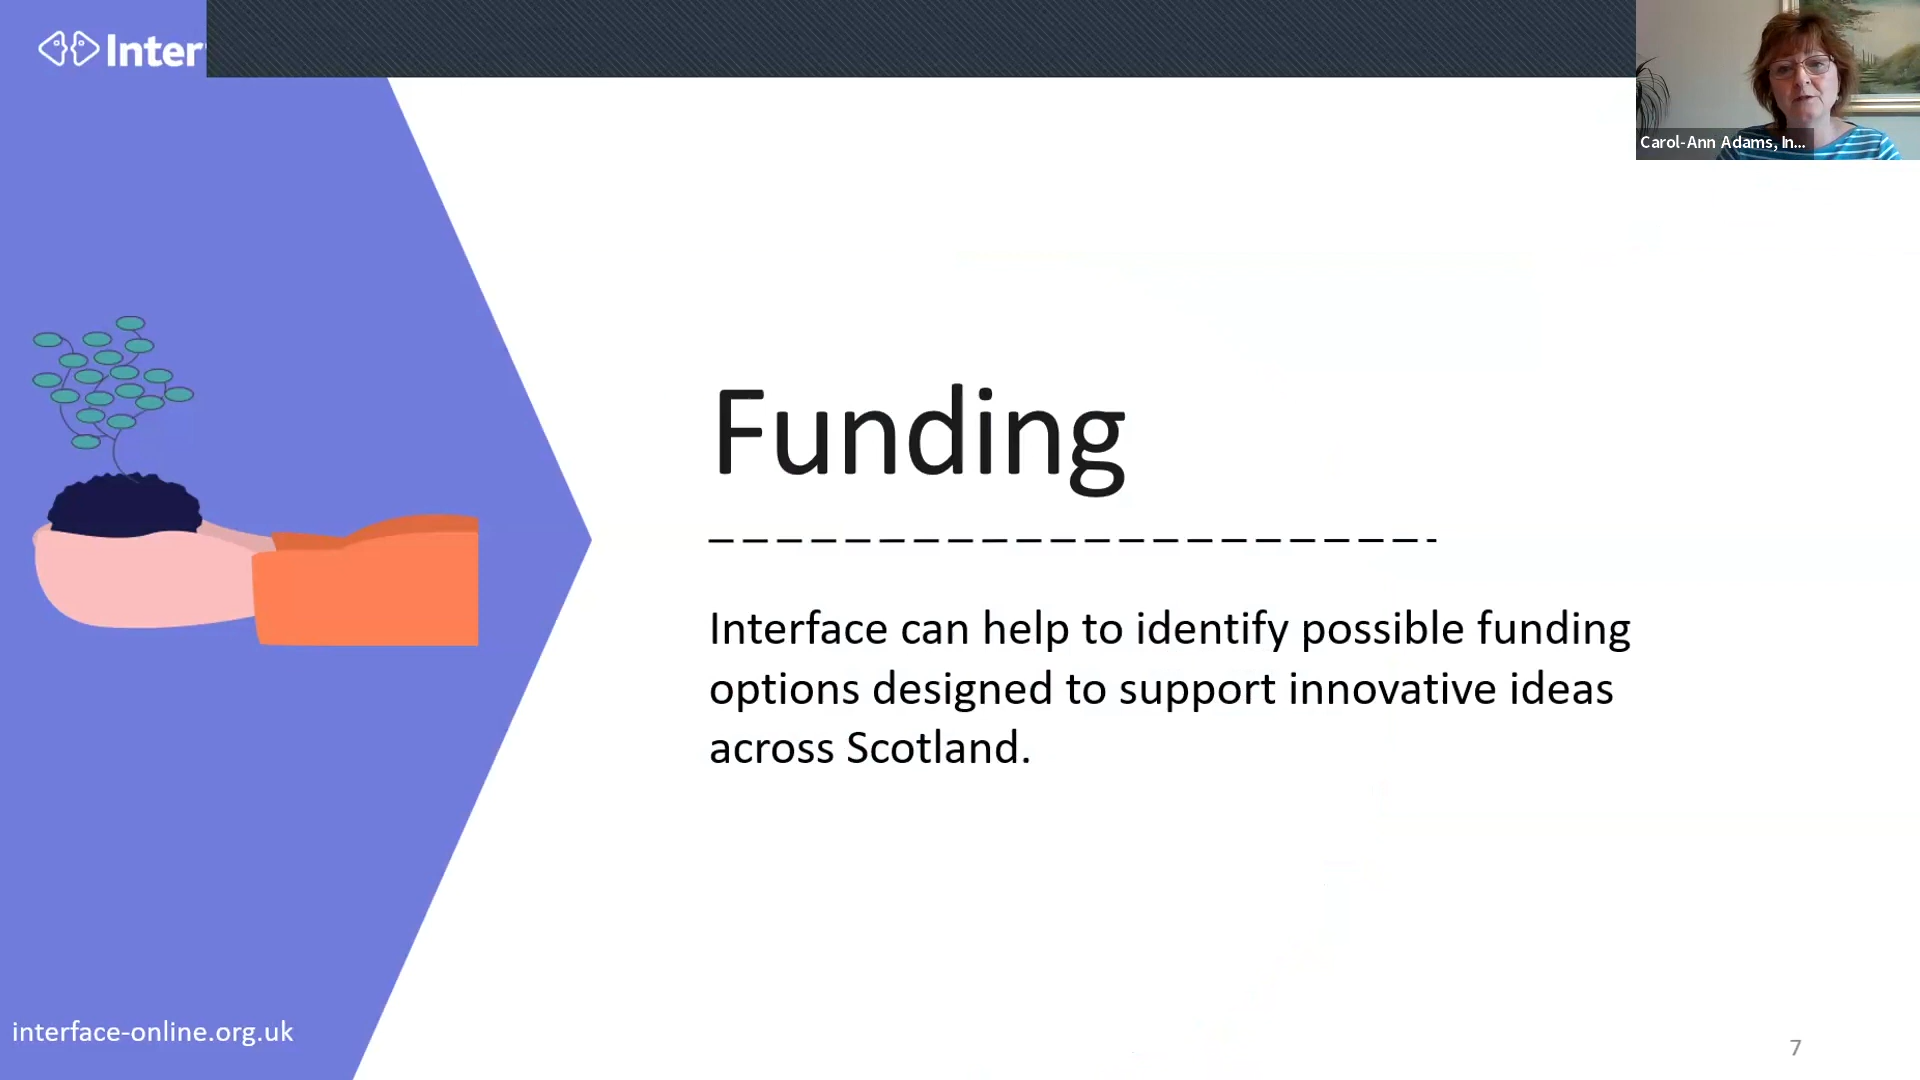 Inter
Carol-Ann Adams, In...
Funding
Interface can help to identify possible funding
options designed to support innovative ideas
across Scotland.
interface-online.org.uk
7